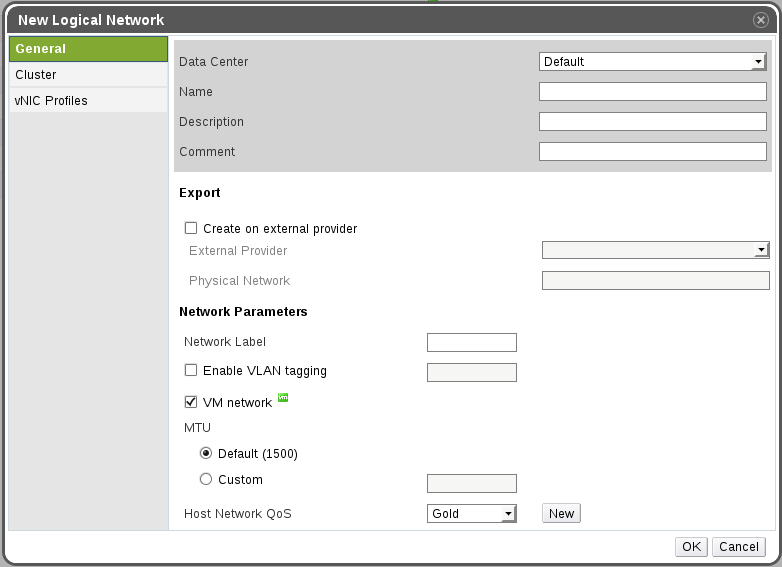 New Logical Network
General
Cluster
vNIC Profiles
Data Center Default
Name
Description
Comment
Export
Create on external provider
External Provider
Physical Network
Network Parameters
Network Label
Enable VLAN tagging
VM network vm
MTU
Default (1500)
Custom
Host Network QoS Gold New
OK Cancel